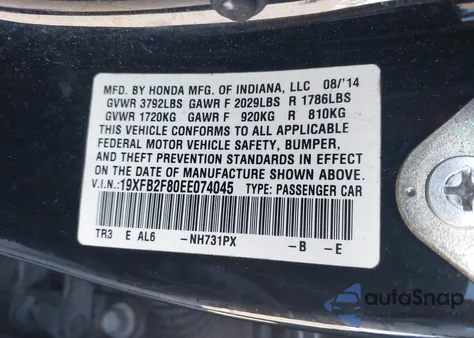 MFD. BY HONDA MFG. OF INDIANA, LLC 08/'14
GVWR 3792LBS GAWR F 2029LBS R 1786LBS
GVWR 1720KG GAWR F 920KG R 810KG
THIS VEHICLE CONFORMS TO ALL APPLICABLE
FEDERAL MOTOR VEHICLE SAFETY, BUMPER,
AND THEFT PREVENTION STANDARDS IN EFFECT
ON THE DATE OF MANUFACTURE SHOWN ABOVE.
V.I.N.: 19XFB2F80EE074045 TYPE: PASSENGER CAR
TR3 E AL6 -NH731PX -B -E
autoSnap